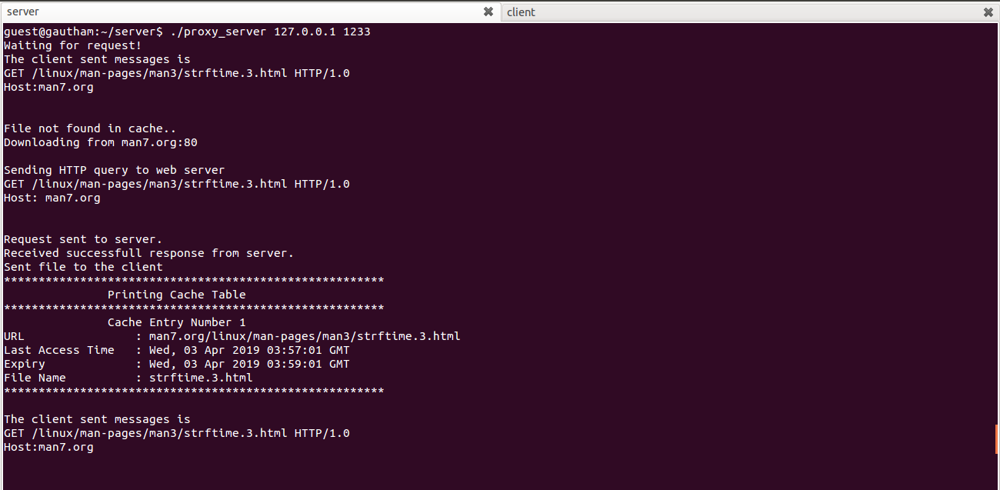 server
client
guest@gautham:~/server$ ./proxy_server 127.0.0.1 1233
Waiting for request!
The client sent messages is
GET /linux/man-pages/man3/strftime.3.html HTTP/1.0
Host:man7.org
File not found in cache..
Downloading from man7.org:80
Sending HTTP query to web server
GET /linux/man-pages/man3/strftime.3.html HTTP/1.0
Host: man7.org
Request sent to server.
Received successfull response from server.
Sent file to the client
*******************************************************
Printing Cache Table
*******************************************************
Cache Entry Number 1
URL : man7.org/linux/man-pages/man3/strftime.3.html
Last Access Time : Wed, 03 Apr 2019 03:57:01 GMT
Expiry : Wed, 03 Apr 2019 03:59:01 GMT
File Name : strftime.3.html
*******************************************************
The client sent messages is
GET /linux/man-pages/man3/strftime.3.html HTTP/1.0
Host:man7.org